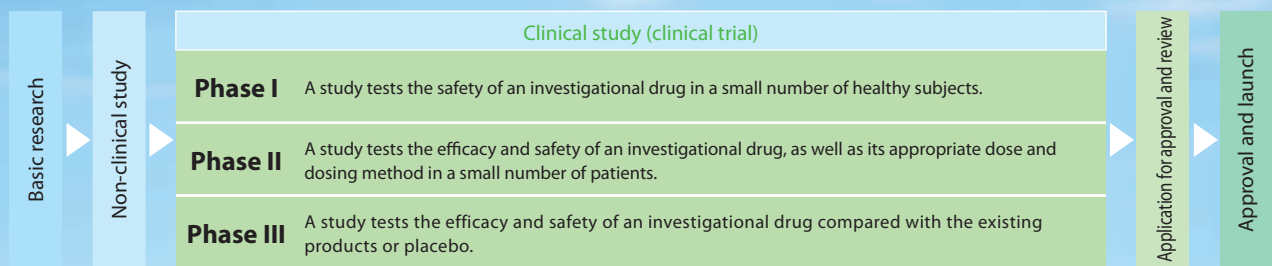 Basic research
Non-clinical study
Clinical study (clinical trial)
Phase I
A study tests the safety of an investigational drug in a small number of healthy subjects.
Phase II
A study tests the efficacy and safety of an investigational drug, as well as its appropriate dose and
dosing method in a small number of patients.
Phase III
A study tests the efficacy and safety of an investigational drug compared with the existing
products or placebo.
Application for approval and review
Approval and launch